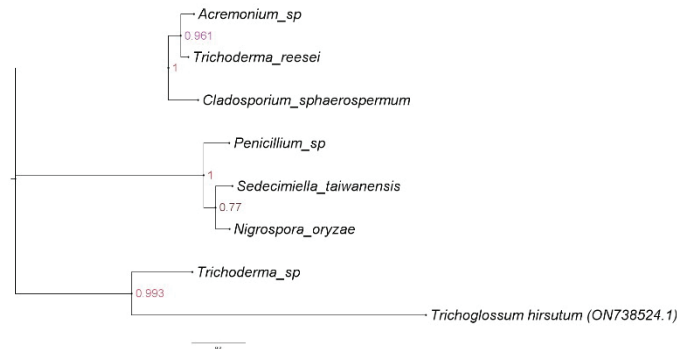 Acremonium_sp
0.961
Trichoderma_reesei
1
Cladosporium_sphaerospermum
Penicillium_sp
1
Sedecimiella_taiwanensis
0.77
Nigrospora_oryzae
Trichoderma_sp
0.993
Trichoglossum hirsutum (ON738524.1)